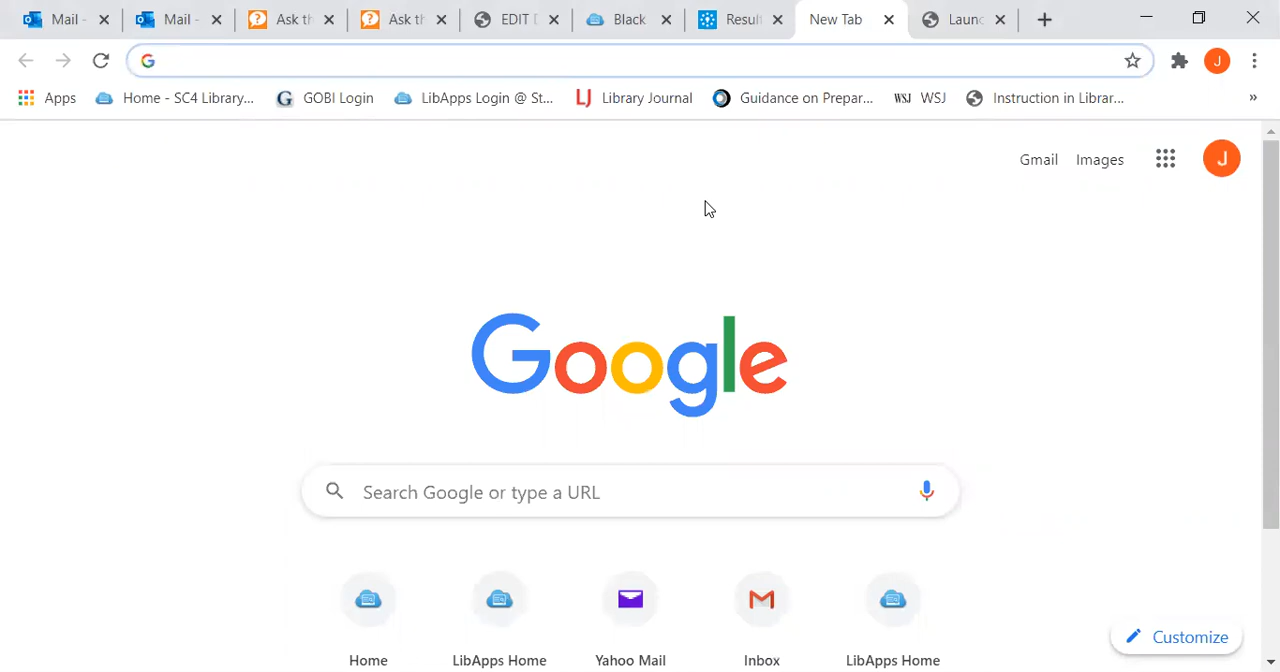 Mail - Mail - Ask th Ask th EDIT D Black Result New Tab Launc
G
Apps Home - SC4 Library... GOBI Login LibApps Login @ St... LJ Library Journal Guidance on Prepar... WSJ WSJ Instruction in Librar... »
Gmail Images J
J
Google
Search Google or type a URL
Home LibApps Home Yahoo Mail Inbox LibApps Home
Customize